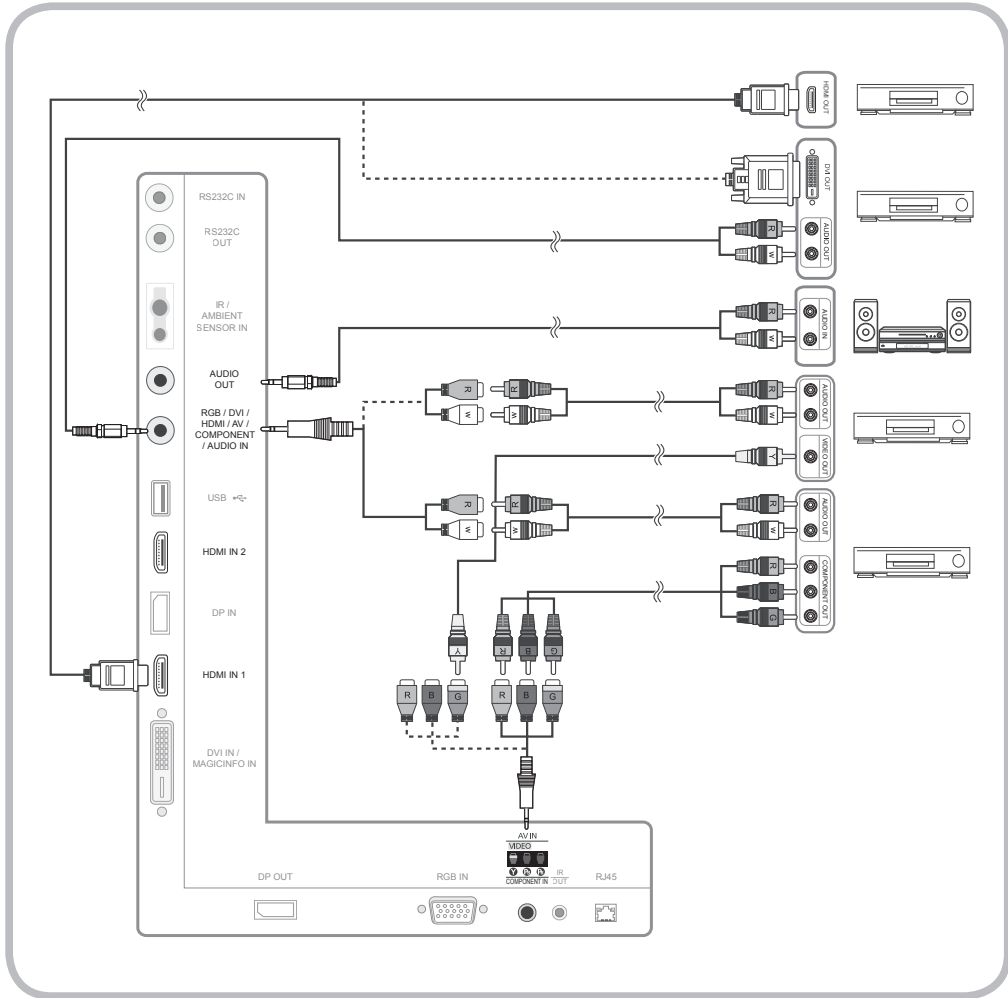 HDMI OUT
DVI OUT
AUDIO OUT
R
W
RS232C IN
RS232C
OUT
IR /
AMBIENT
SENSOR IN
AUDIO
OUT
RGB / DVI /
HDMI / AV /
COMPONENT
/ AUDIO IN
USB
HDMI IN 2
DP IN
HDMI IN 1
DVI IN /
MAGICINFO IN
R
W
AUDIO IN
R
W
R
W
R
W
AUDIO OUT
Y
VIDEO OUT
R
W
R
W
R
W
AUDIO OUT
R
B
G
COMPONENT OUT
Y
R
B
G
R
B
G
R
B
G
AV IN
VIDEO
Y
PB
PR
COMPONENT IN
IR
OUT
DP OUT
RGB IN
RJ45